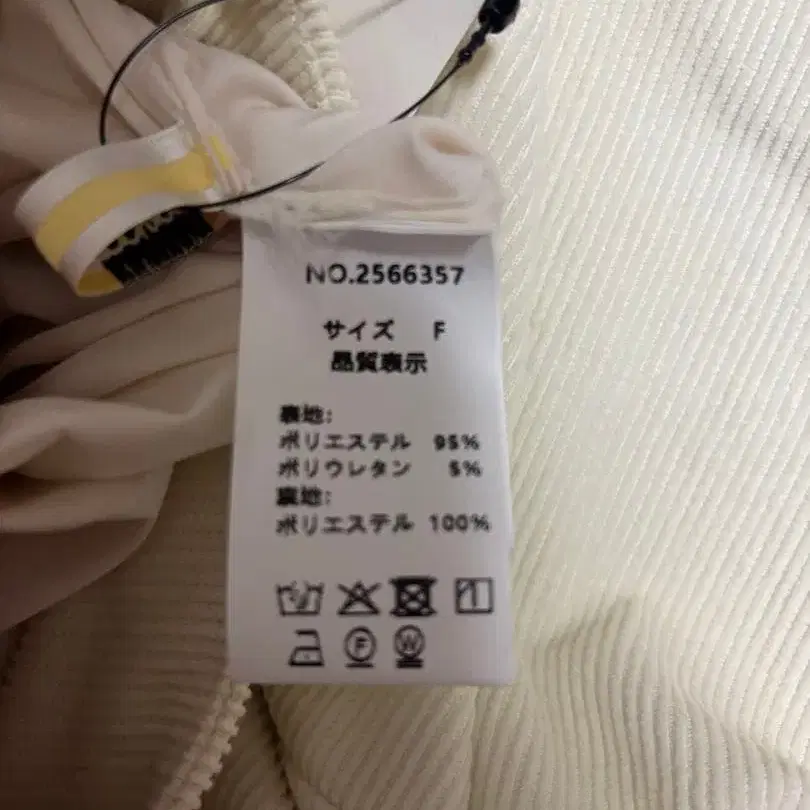 NO.2566357
サイズ F
品質表示
表地:
ポリエステル 95%
ポリウレタン 5%
裏地:
ポリエステル 100%
F W